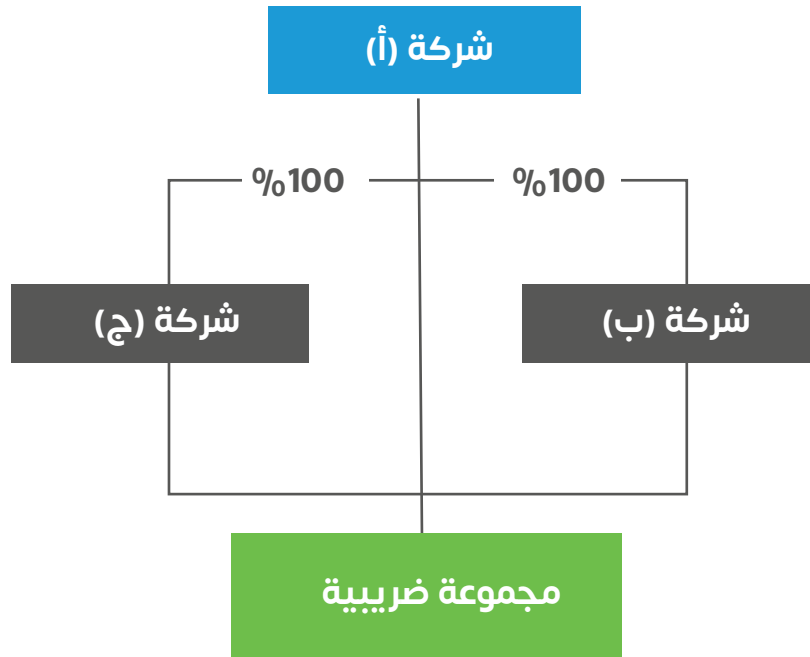 شركة (أ)
%100
%100
شركة (ب)
شركة (ج)
مجموعة ضريبية